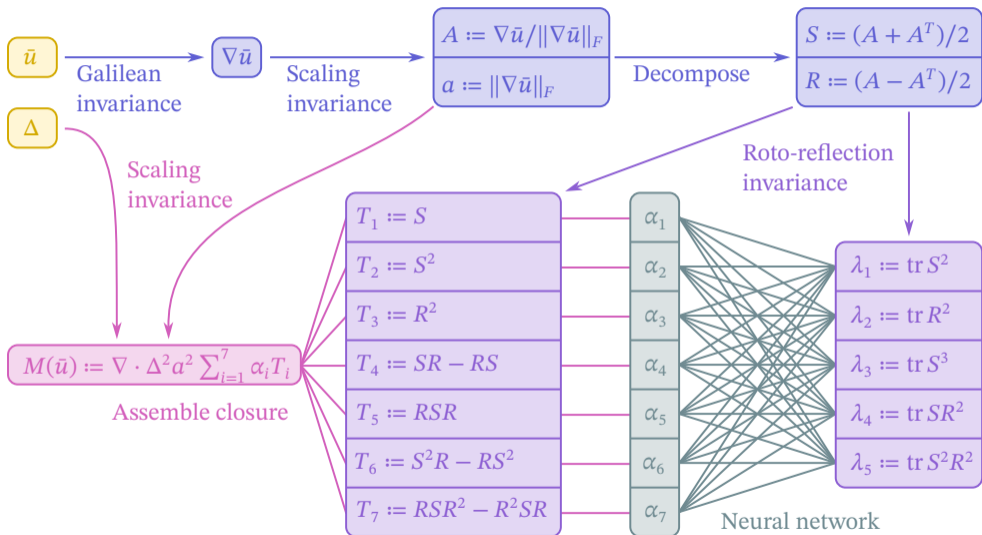 ū
Galilean
invariance
∇ū
Scaling
invariance
A ≔ ∇ū/‖∇ū‖_F
a ≔ ‖∇ū‖_F
Decompose
S ≔ (A + A^T)/2
R ≔ (A − A^T)/2
Δ
Scaling
invariance
Roto-reflection
invariance
T_1 ≔ S
T_2 ≔ S^2
T_3 ≔ R^2
T_4 ≔ SR − RS
T_5 ≔ RSR
T_6 ≔ S^2R − RS^2
T_7 ≔ RSR^2 − R^2SR
α_1
α_2
α_3
α_4
α_5
α_6
α_7
λ_1 ≔ tr S^2
λ_2 ≔ tr R^2
λ_3 ≔ tr S^3
λ_4 ≔ tr SR^2
λ_5 ≔ tr S^2R^2
M(ū) ≔ ∇ · Δ^2a^2 ∑_{i=1}^7 α_iT_i
Assemble closure
Neural network